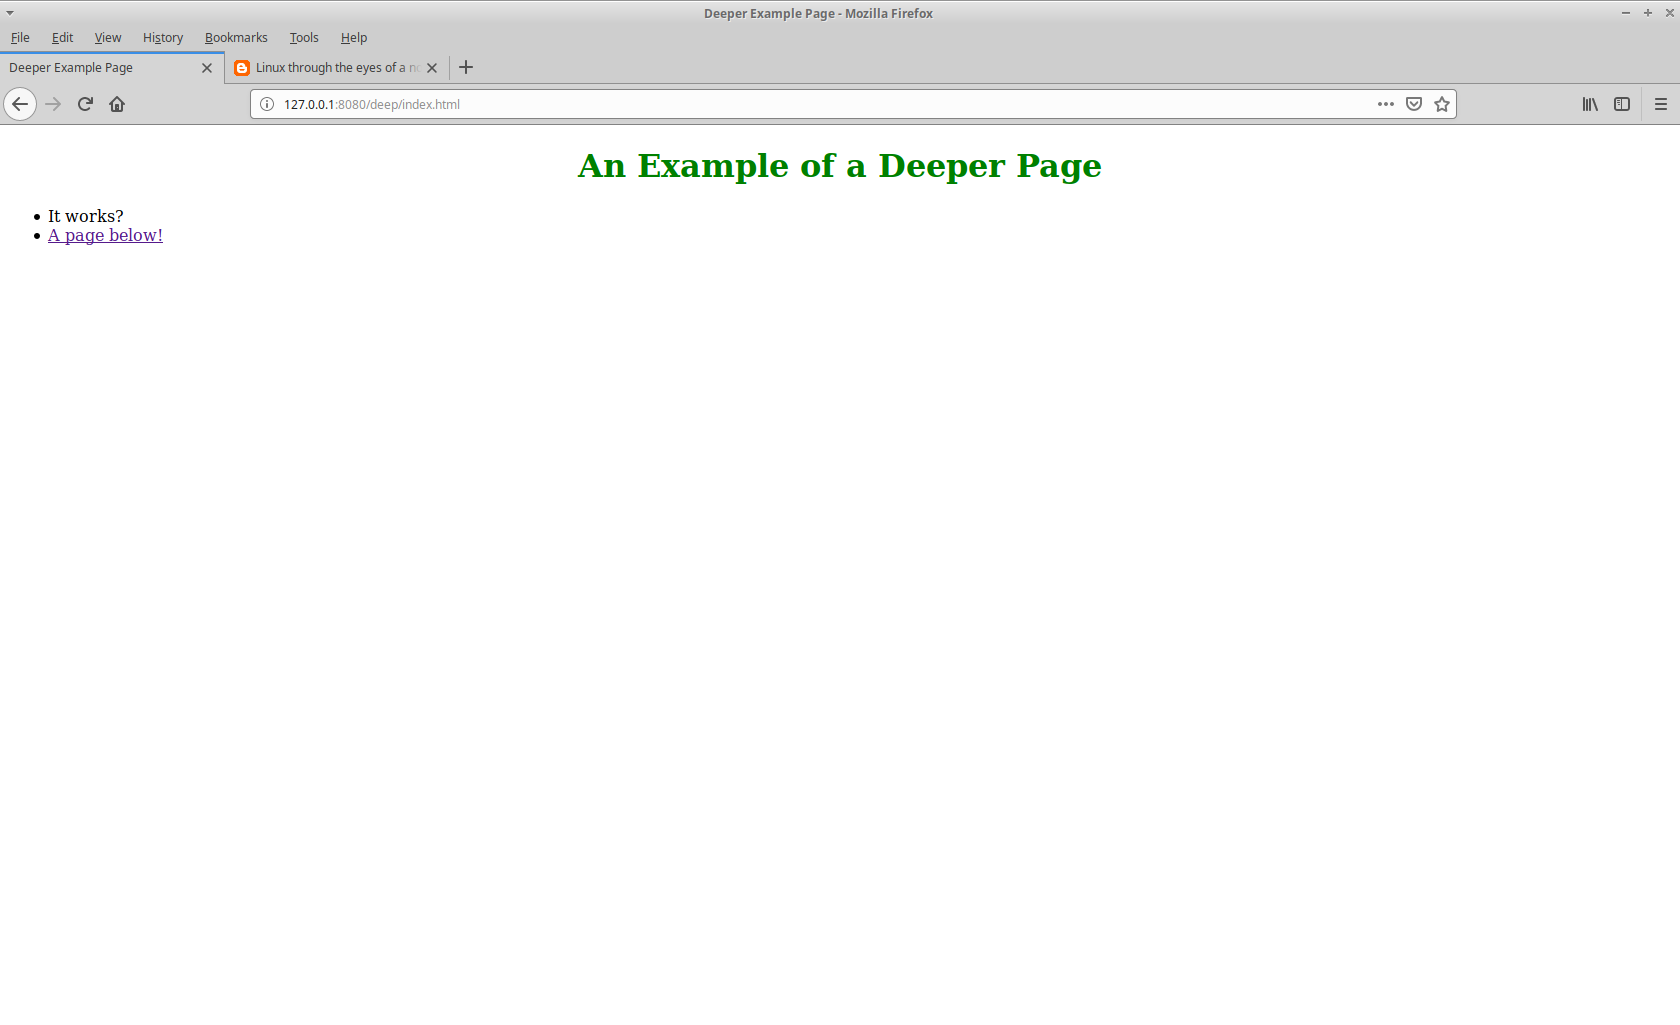 Deeper Example Page - Mozilla Firefox
File Edit View History Bookmarks Tools Help
Deeper Example Page Linux through the eyes of a
127.0.0.1:8080/deep/index.html
An Example of a Deeper Page
It works?
A page below!